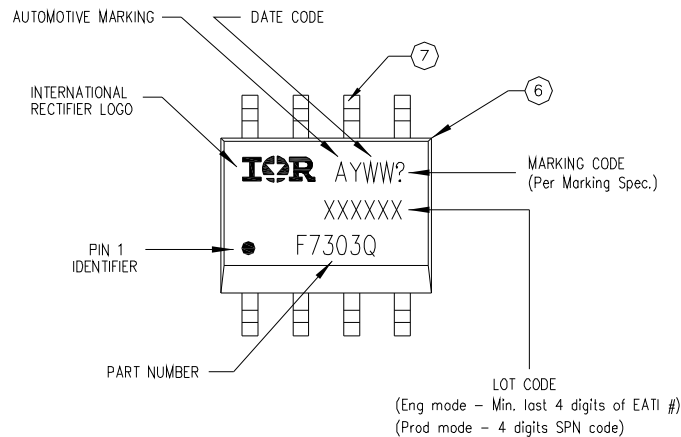 AUTOMOTIVE MARKING
DATE CODE
7
INTERNATIONAL
RECTIFIER LOGO
6
IOR AYWW?
MARKING CODE
(Per Marking Spec.)
XXXXXX
PIN 1
IDENTIFIER
F7303Q
PART NUMBER
LOT CODE
(Eng mode - Min. last 4 digits of EATI #)
(Prod mode - 4 digits SPN code)